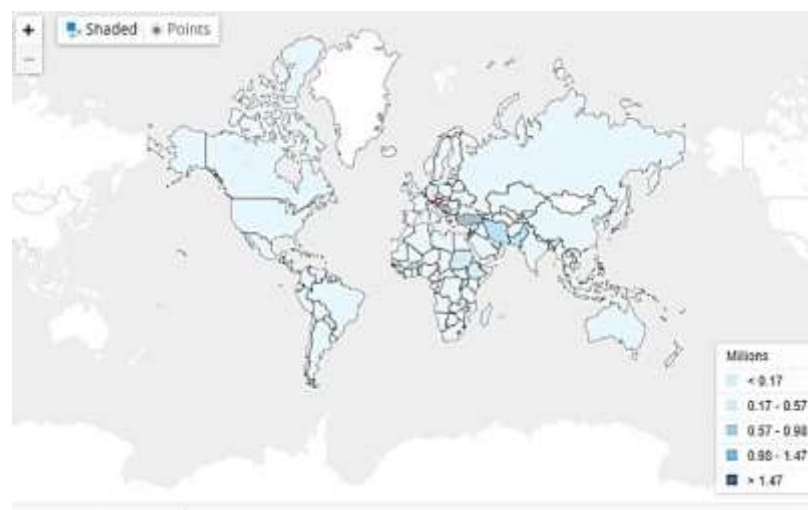 +
Shaded Points
−
Millions
< 0.17
0.17 - 0.57
0.57 - 0.98
0.98 - 1.47
> 1.47